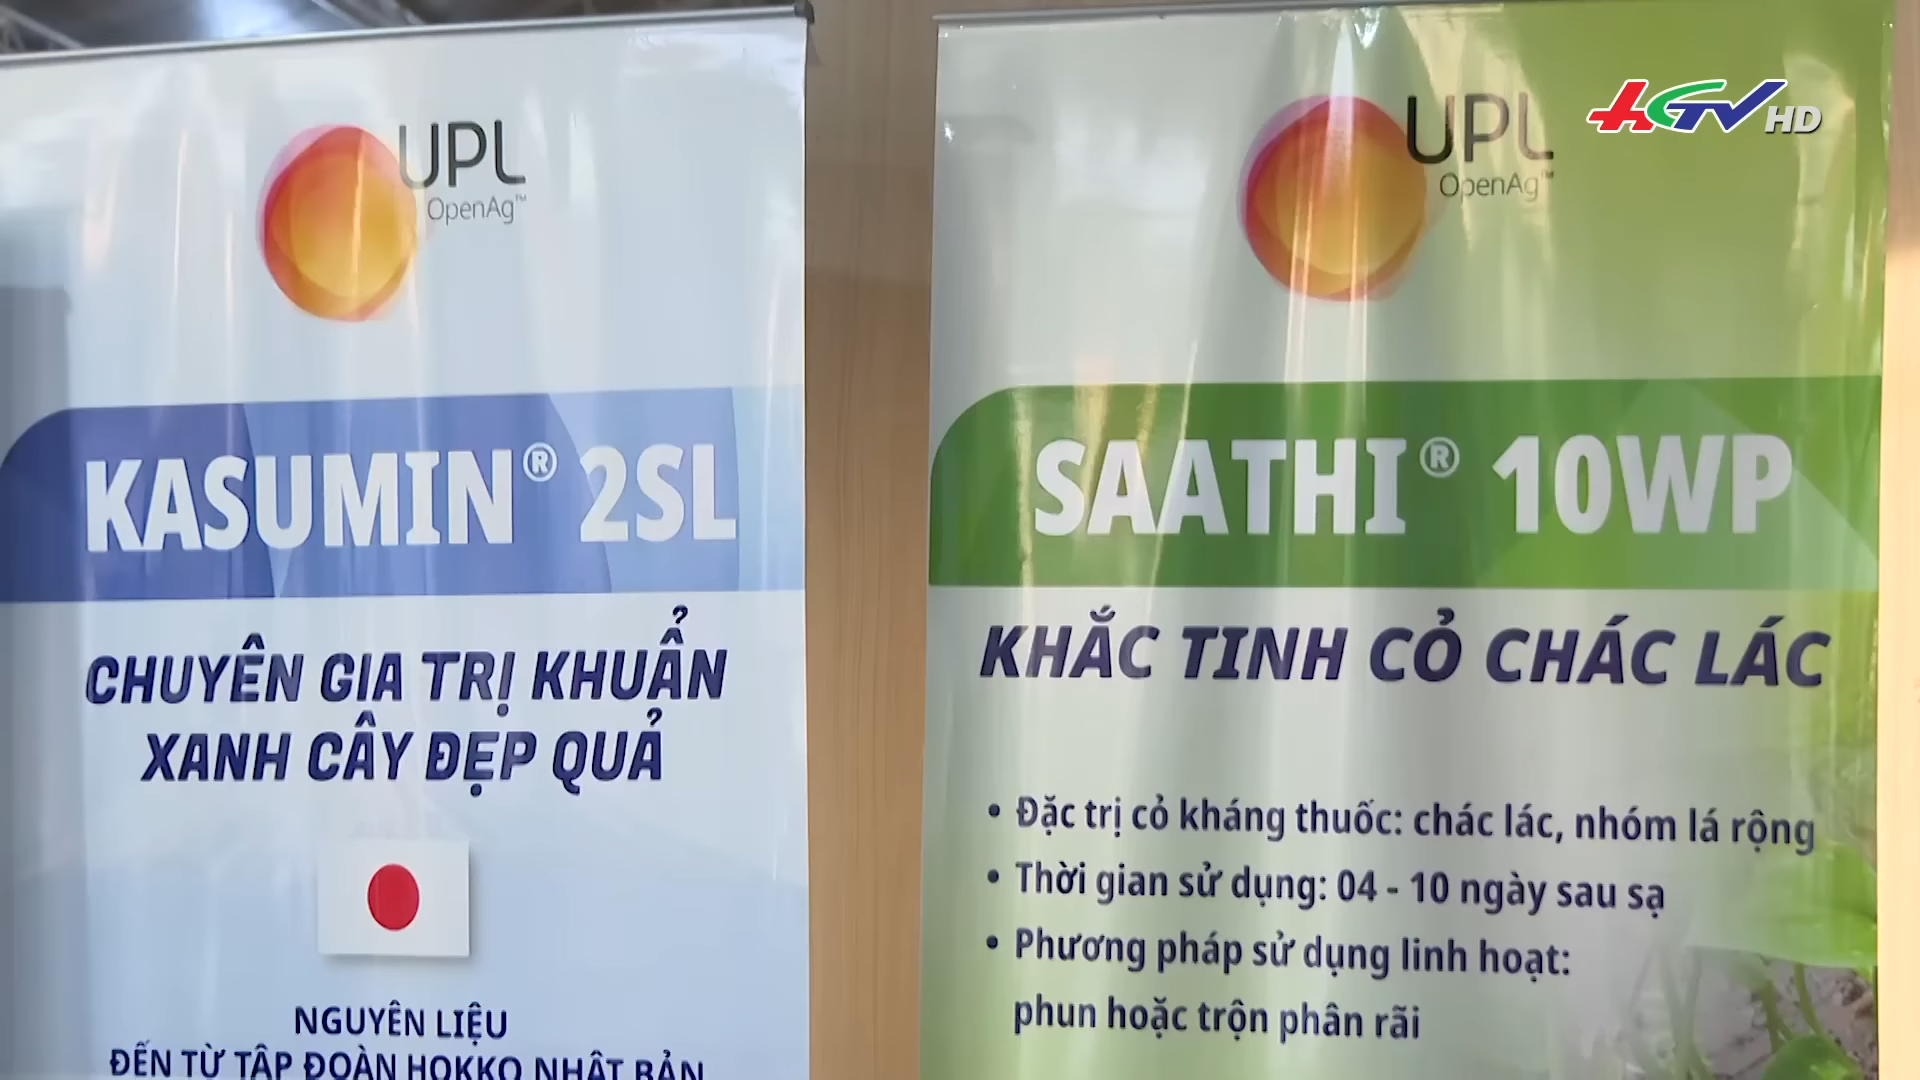 UPL
OpenAg™
KASUMIN® 2SL
CHUYÊN GIA TRỊ KHUẨN
XANH CÂY ĐẸP QUẢ
NGUYÊN LIỆU
ĐẾN TỪ TẬP ĐOÀN HOKKO NHẬT BẢN
UPL
OpenAg™
SAATHI® 10WP
KHẮC TINH CỎ CHÁC LÁC
• Đặc trị cỏ kháng thuốc: chác lác, nhóm lá rộng
• Thời gian sử dụng: 04 - 10 ngày sau sạ
• Phương pháp sử dụng linh hoạt:
phun hoặc trộn phân rãi
HGTV HD